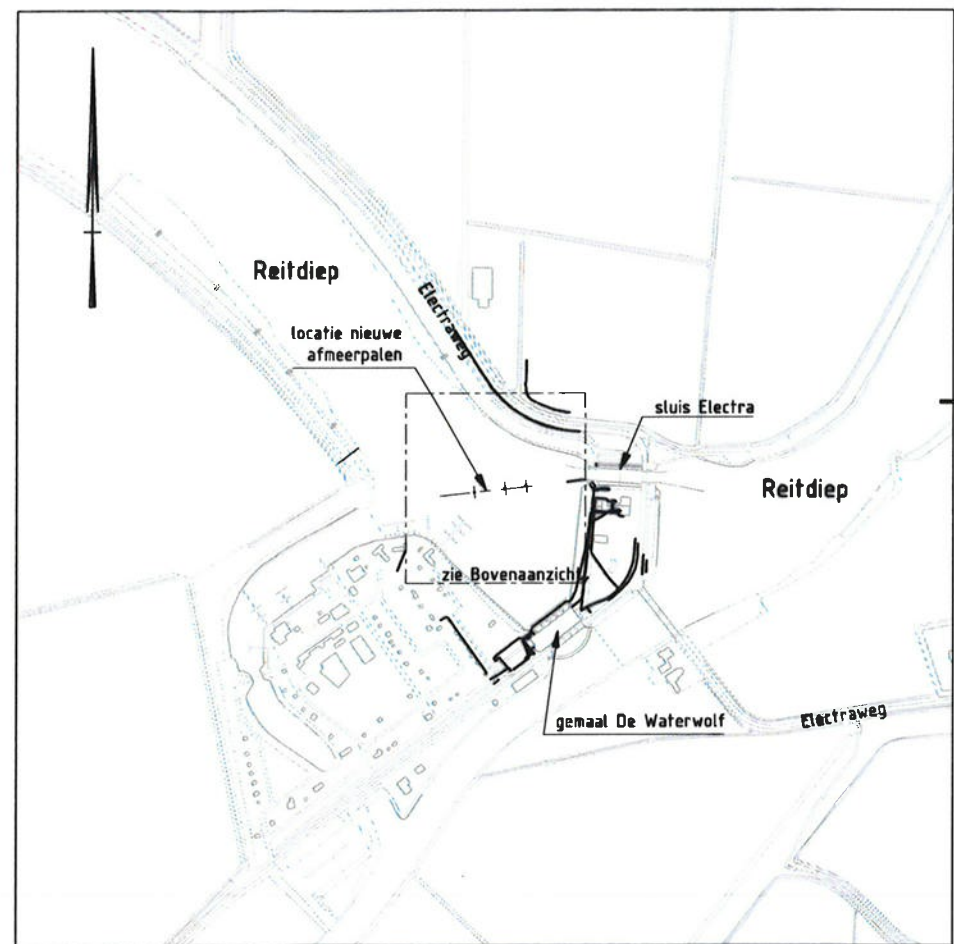 Reitdiep
Electraweg
locatie nieuwe
afmeerpalen
sluis Electra
Reitdiep
zie Bovenaanzicht
gemaal De Waterwolf
Electraweg